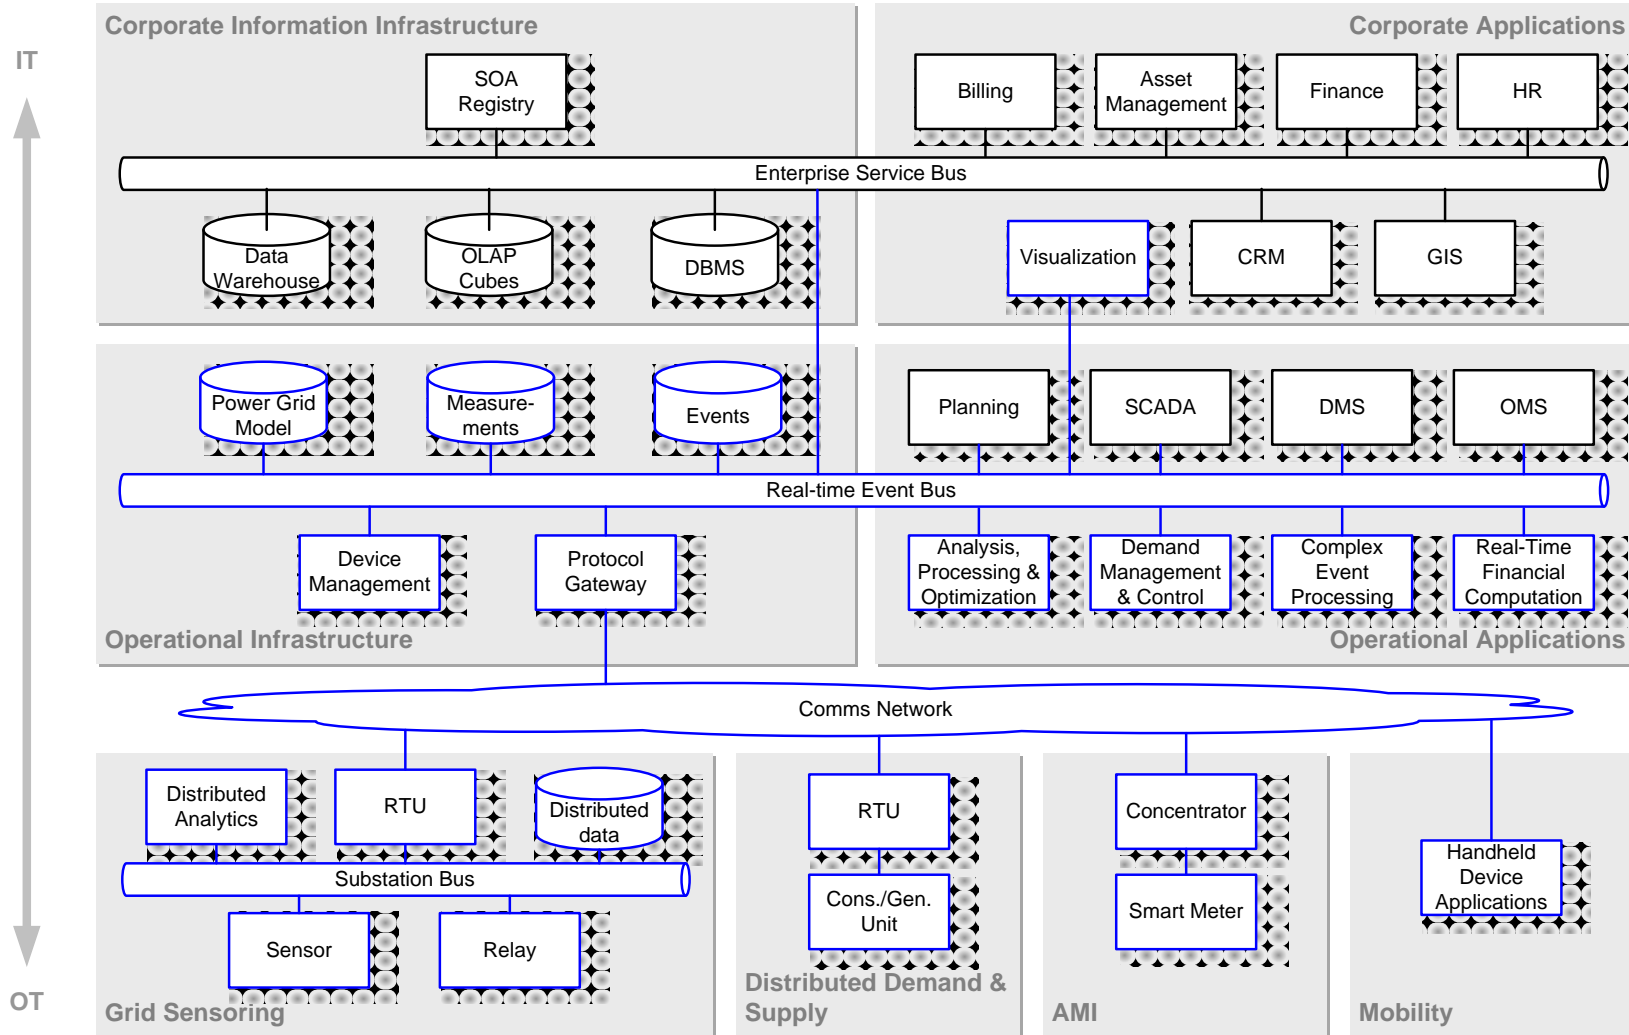 Corporate Information Infrastructure
Corporate Applications
IT
SOA
Registry
Billing
Asset
Management
Finance
HR
Enterprise Service Bus
Data
Warehouse
OLAP
Cubes
DBMS
Visualization
CRM
GIS
Power Grid
Model
Measure-
ments
Events
Planning
SCADA
DMS
OMS
Real-time Event Bus
Device
Management
Protocol
Gateway
Analysis,
Processing &
Optimization
Demand
Management
& Control
Complex
Event
Processing
Real-Time
Financial
Computation
Operational Infrastructure
Operational Applications
Comms Network
Distributed
Analytics
RTU
Distributed
data
RTU
Concentrator
Handheld
Device
Applications
Substation Bus
Cons./Gen.
Unit
Smart Meter
Sensor
Relay
OT
Grid Sensoring
Distributed Demand &
Supply
AMI
Mobility